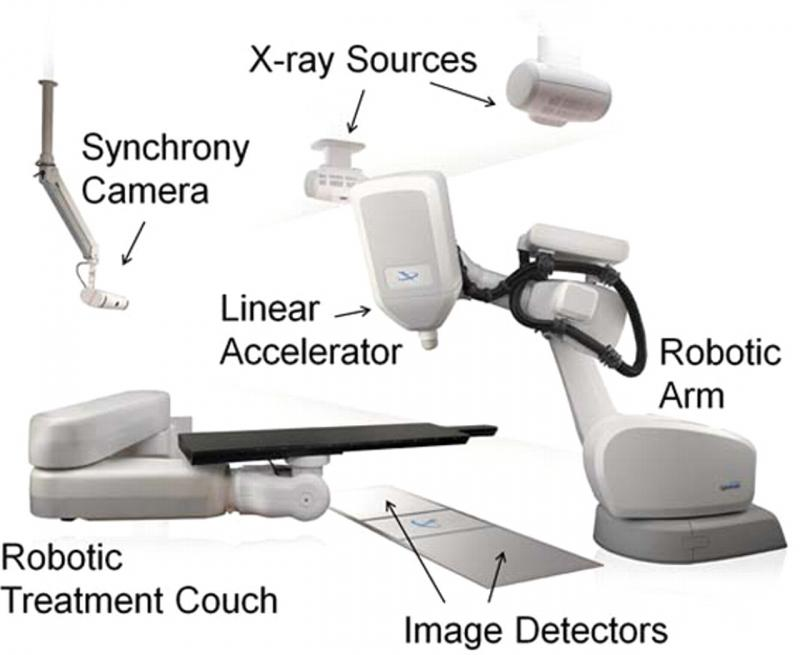 X-ray Sources
Synchrony
Camera
Linear
Accelerator
Robotic
Arm
Robotic
Treatment Couch
Image Detectors